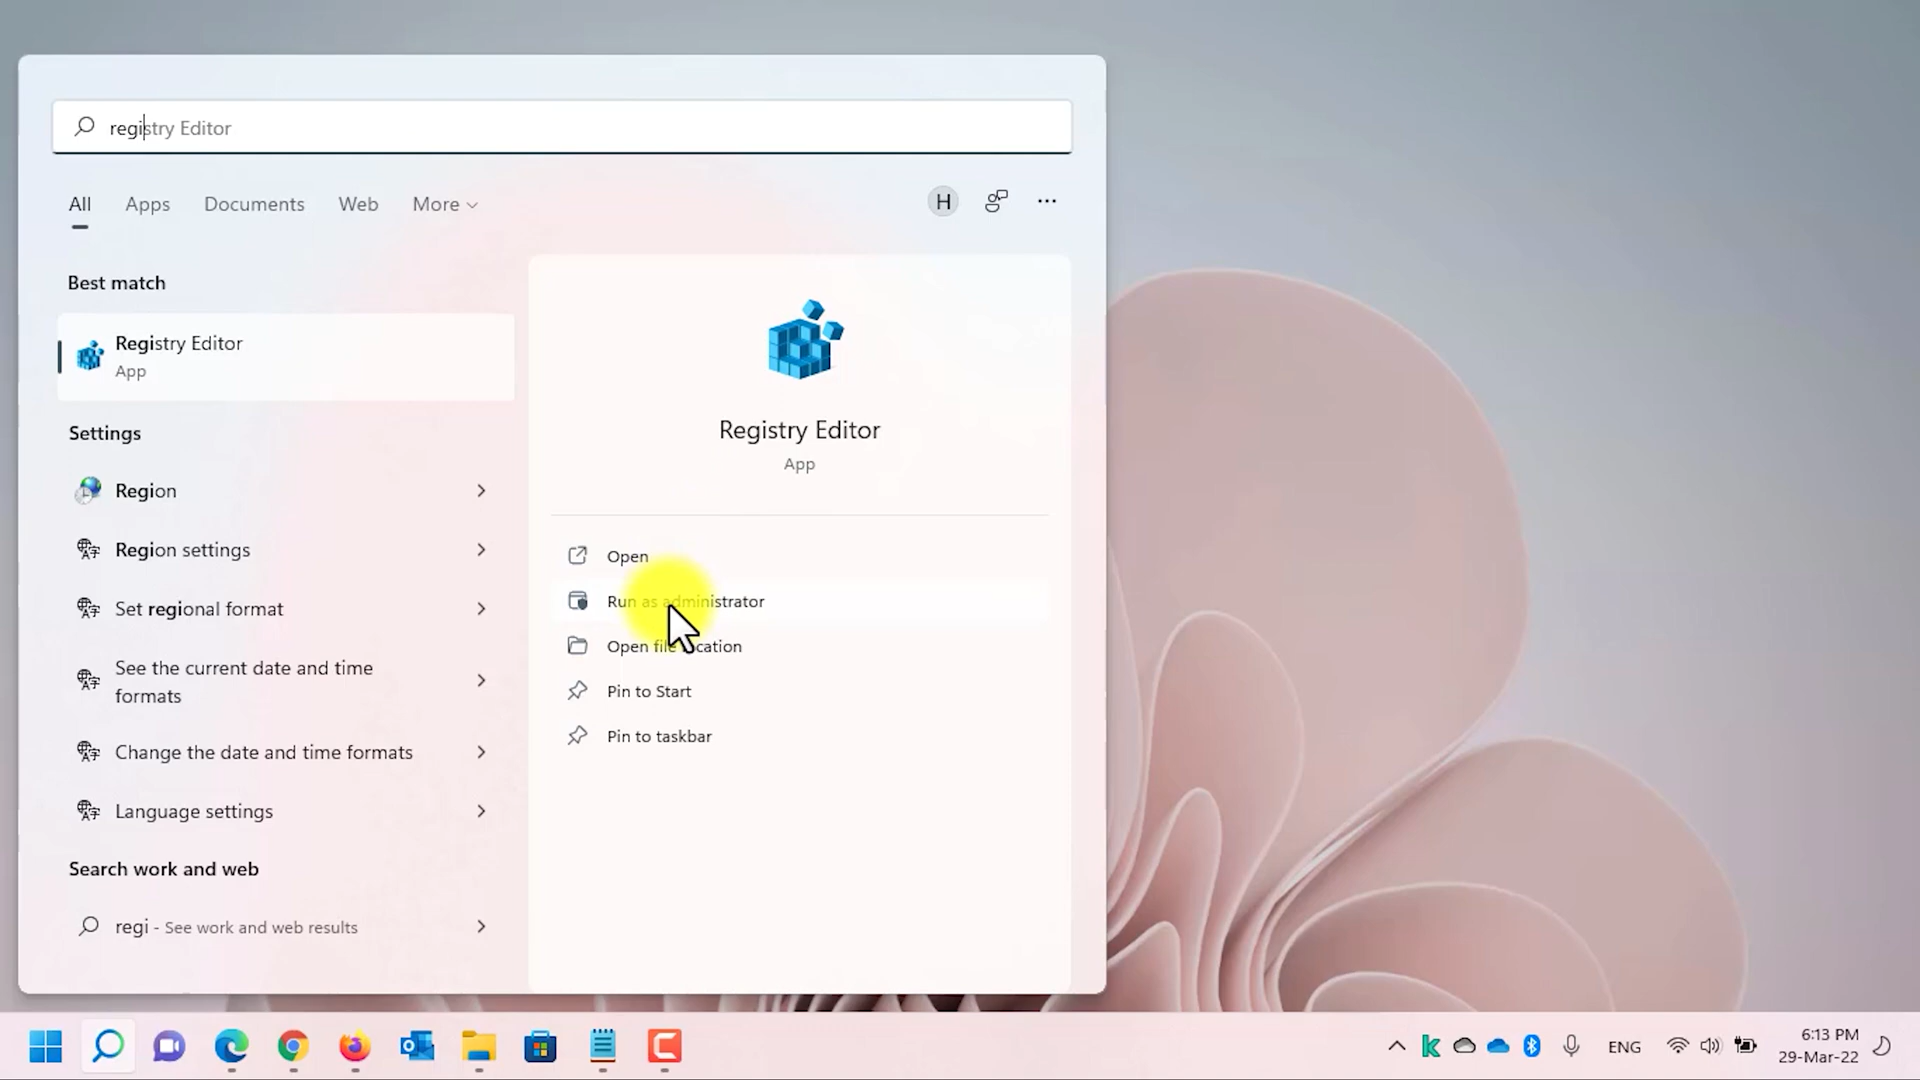 registry Editor
All Apps Documents Web More
H
Best match
Registry Editor
App
Settings
Region
Region settings
Set regional format
See the current date and time
formats
Change the date and time formats
Language settings
Search work and web
regi - See work and web results
Registry Editor
App
Open
Run as administrator
Open file location
Pin to Start
Pin to taskbar
ENG
6:13 PM
29-Mar-22